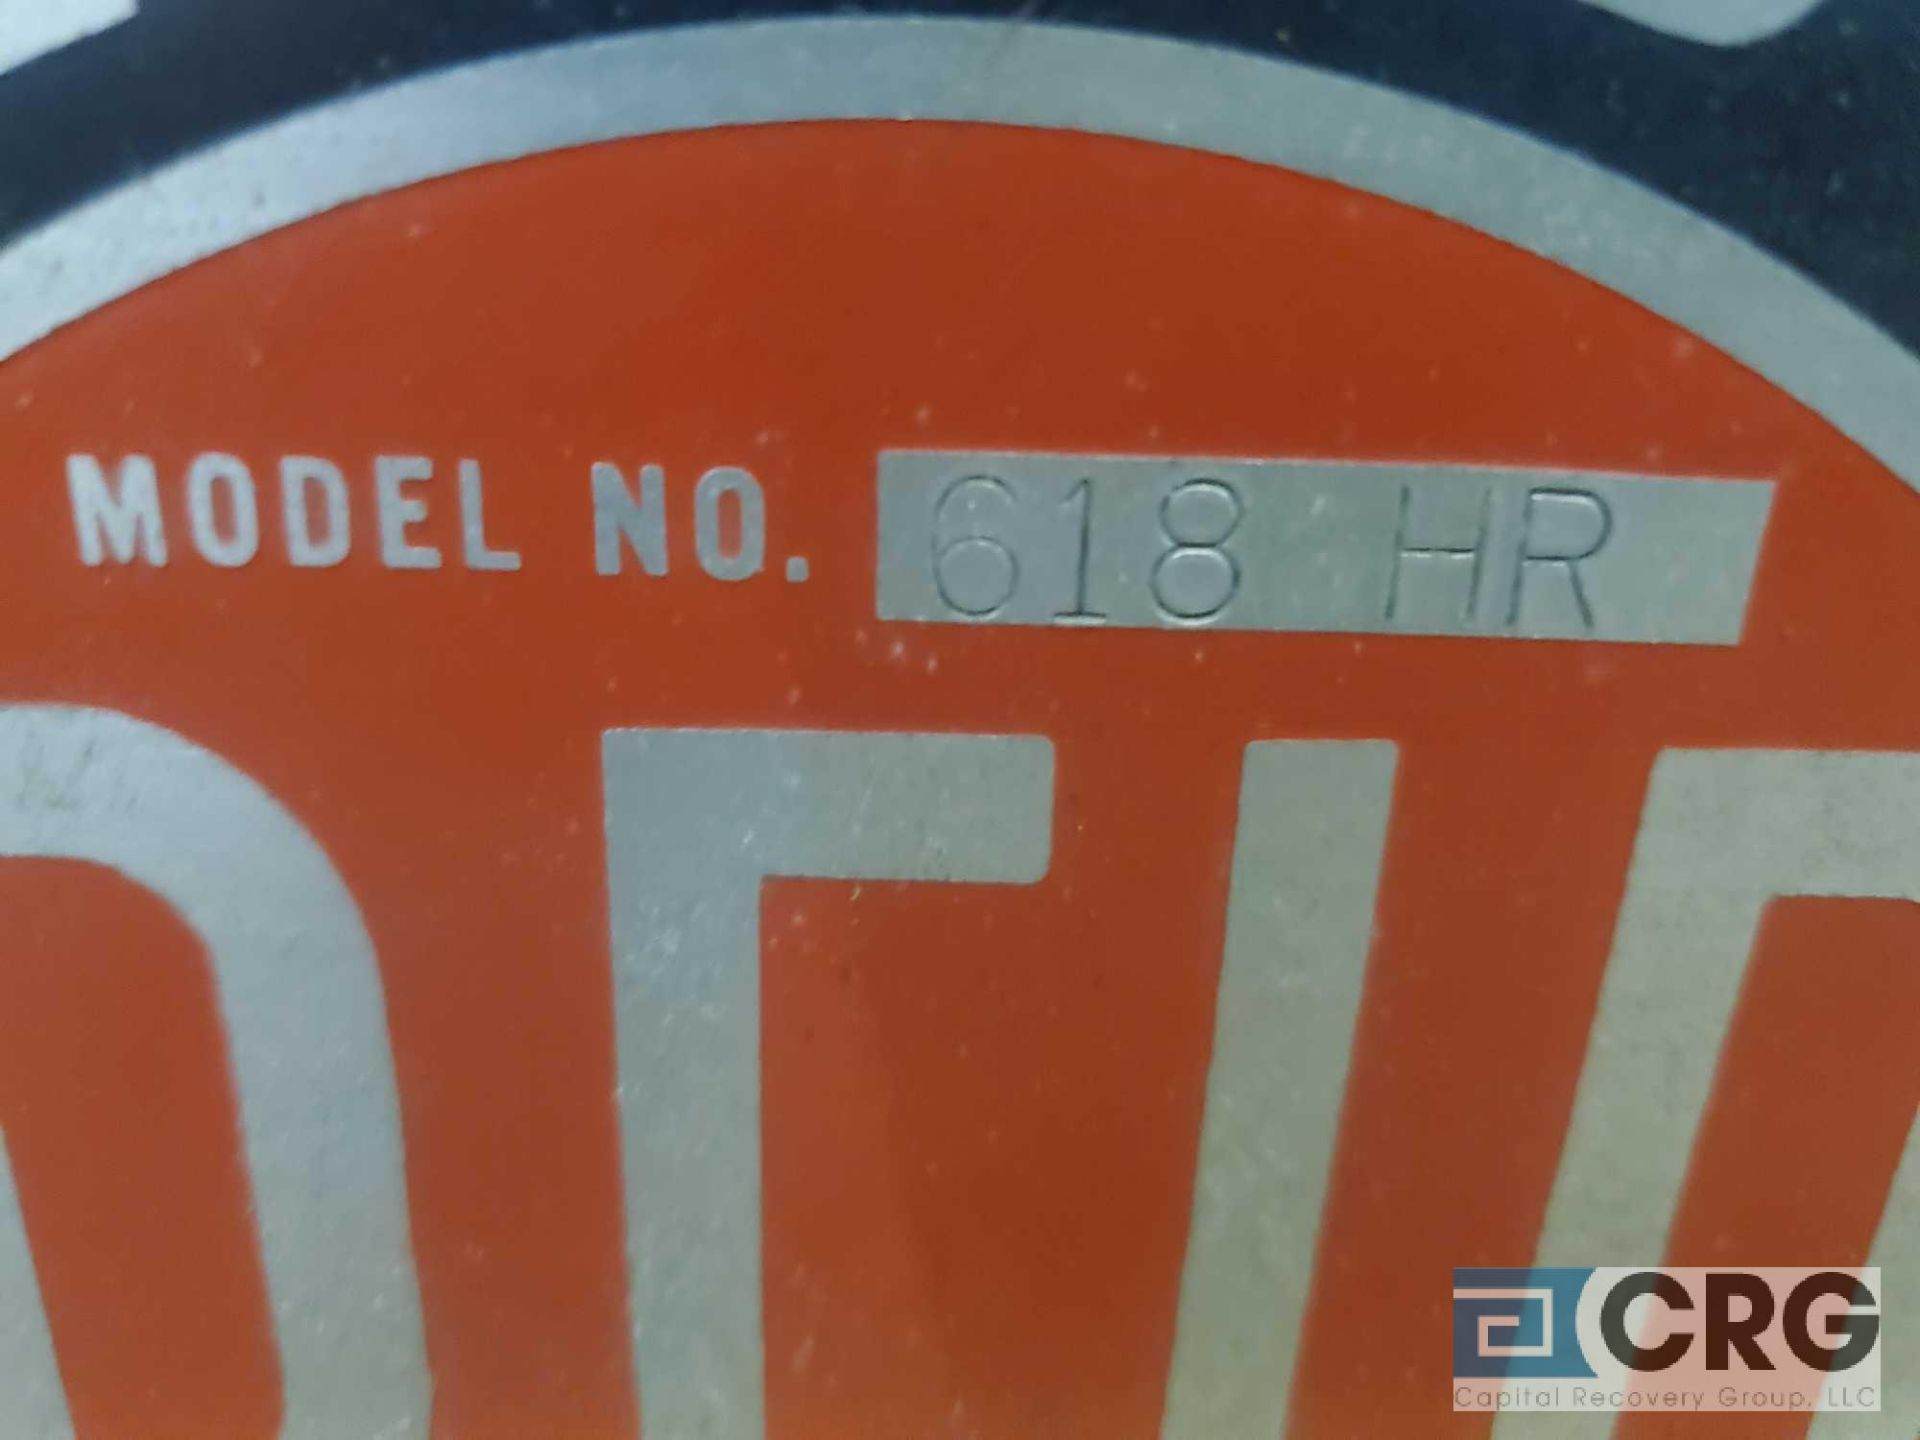 MODEL NO. 618 HR
CRG
Capital Recovery Group, LLC